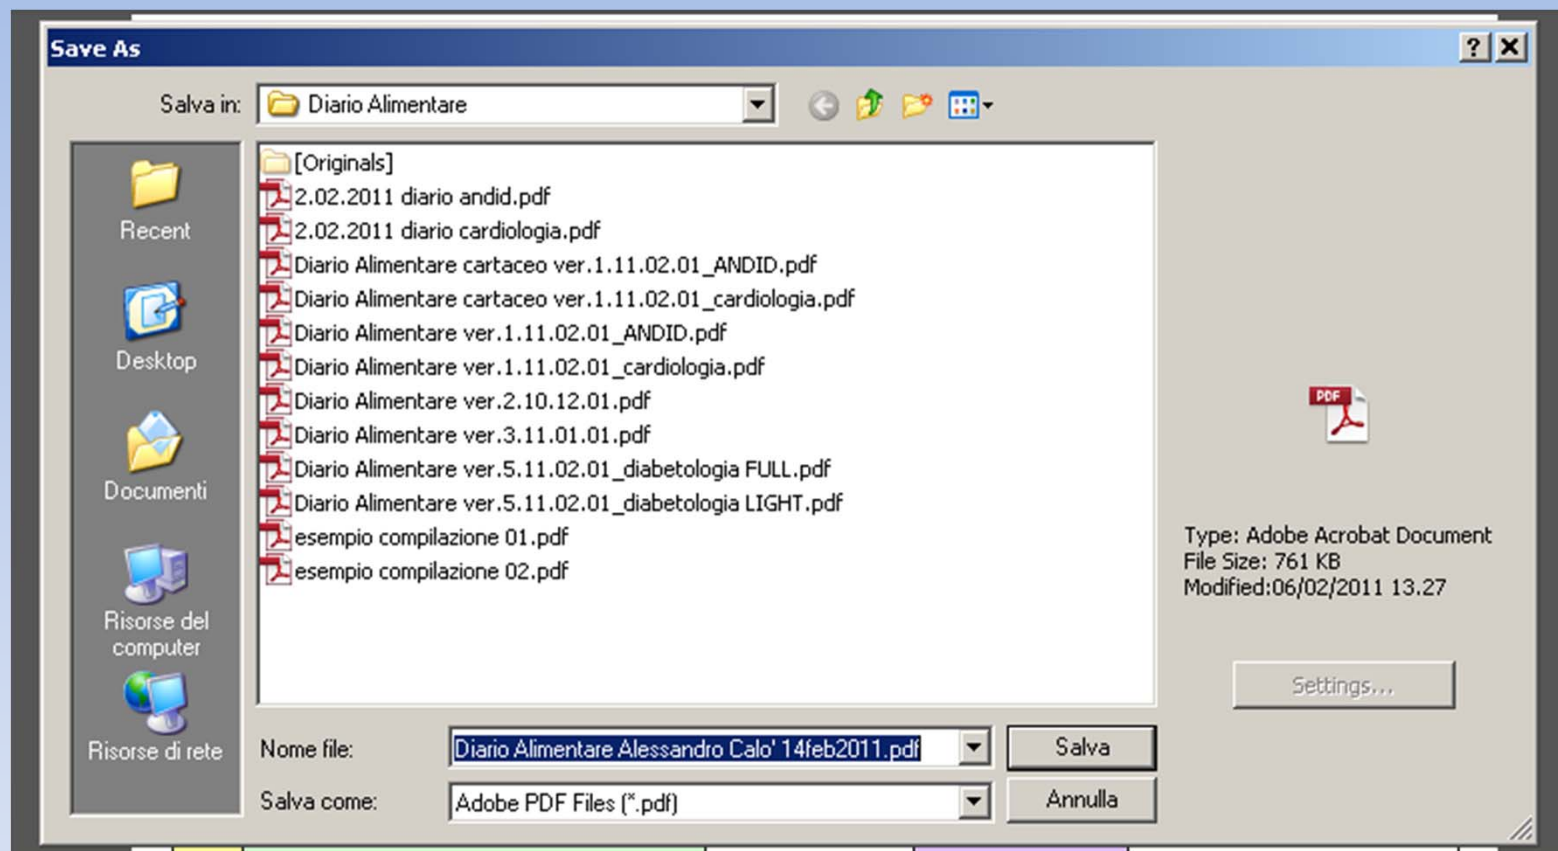 Save As
Salva in:
Diario Alimentare
Recent
Desktop
Documenti
Risorse del
computer
Risorse di rete
[Originals]
2.02.2011 diario andid.pdf
2.02.2011 diario cardiologia.pdf
Diario Alimentare cartaceo ver.1.11.02.01_ANDID.pdf
Diario Alimentare cartaceo ver.1.11.02.01_cardiologia.pdf
Diario Alimentare ver.1.11.02.01_ANDID.pdf
Diario Alimentare ver.1.11.02.01_cardiologia.pdf
Diario Alimentare ver.2.10.12.01.pdf
Diario Alimentare ver.3.11.01.01.pdf
Diario Alimentare ver.5.11.02.01_diabetologia FULL.pdf
Diario Alimentare ver.5.11.02.01_diabetologia LIGHT.pdf
esempio compilazione 01.pdf
esempio compilazione 02.pdf
PDF
Type: Adobe Acrobat Document
File Size: 761 KB
Modified:06/02/2011 13.27
Settings...
Nome file:
Diario Alimentare Alessandro Calo' 14feb2011.pdf
Salva
Salva come:
Adobe PDF Files (*.pdf)
Annulla